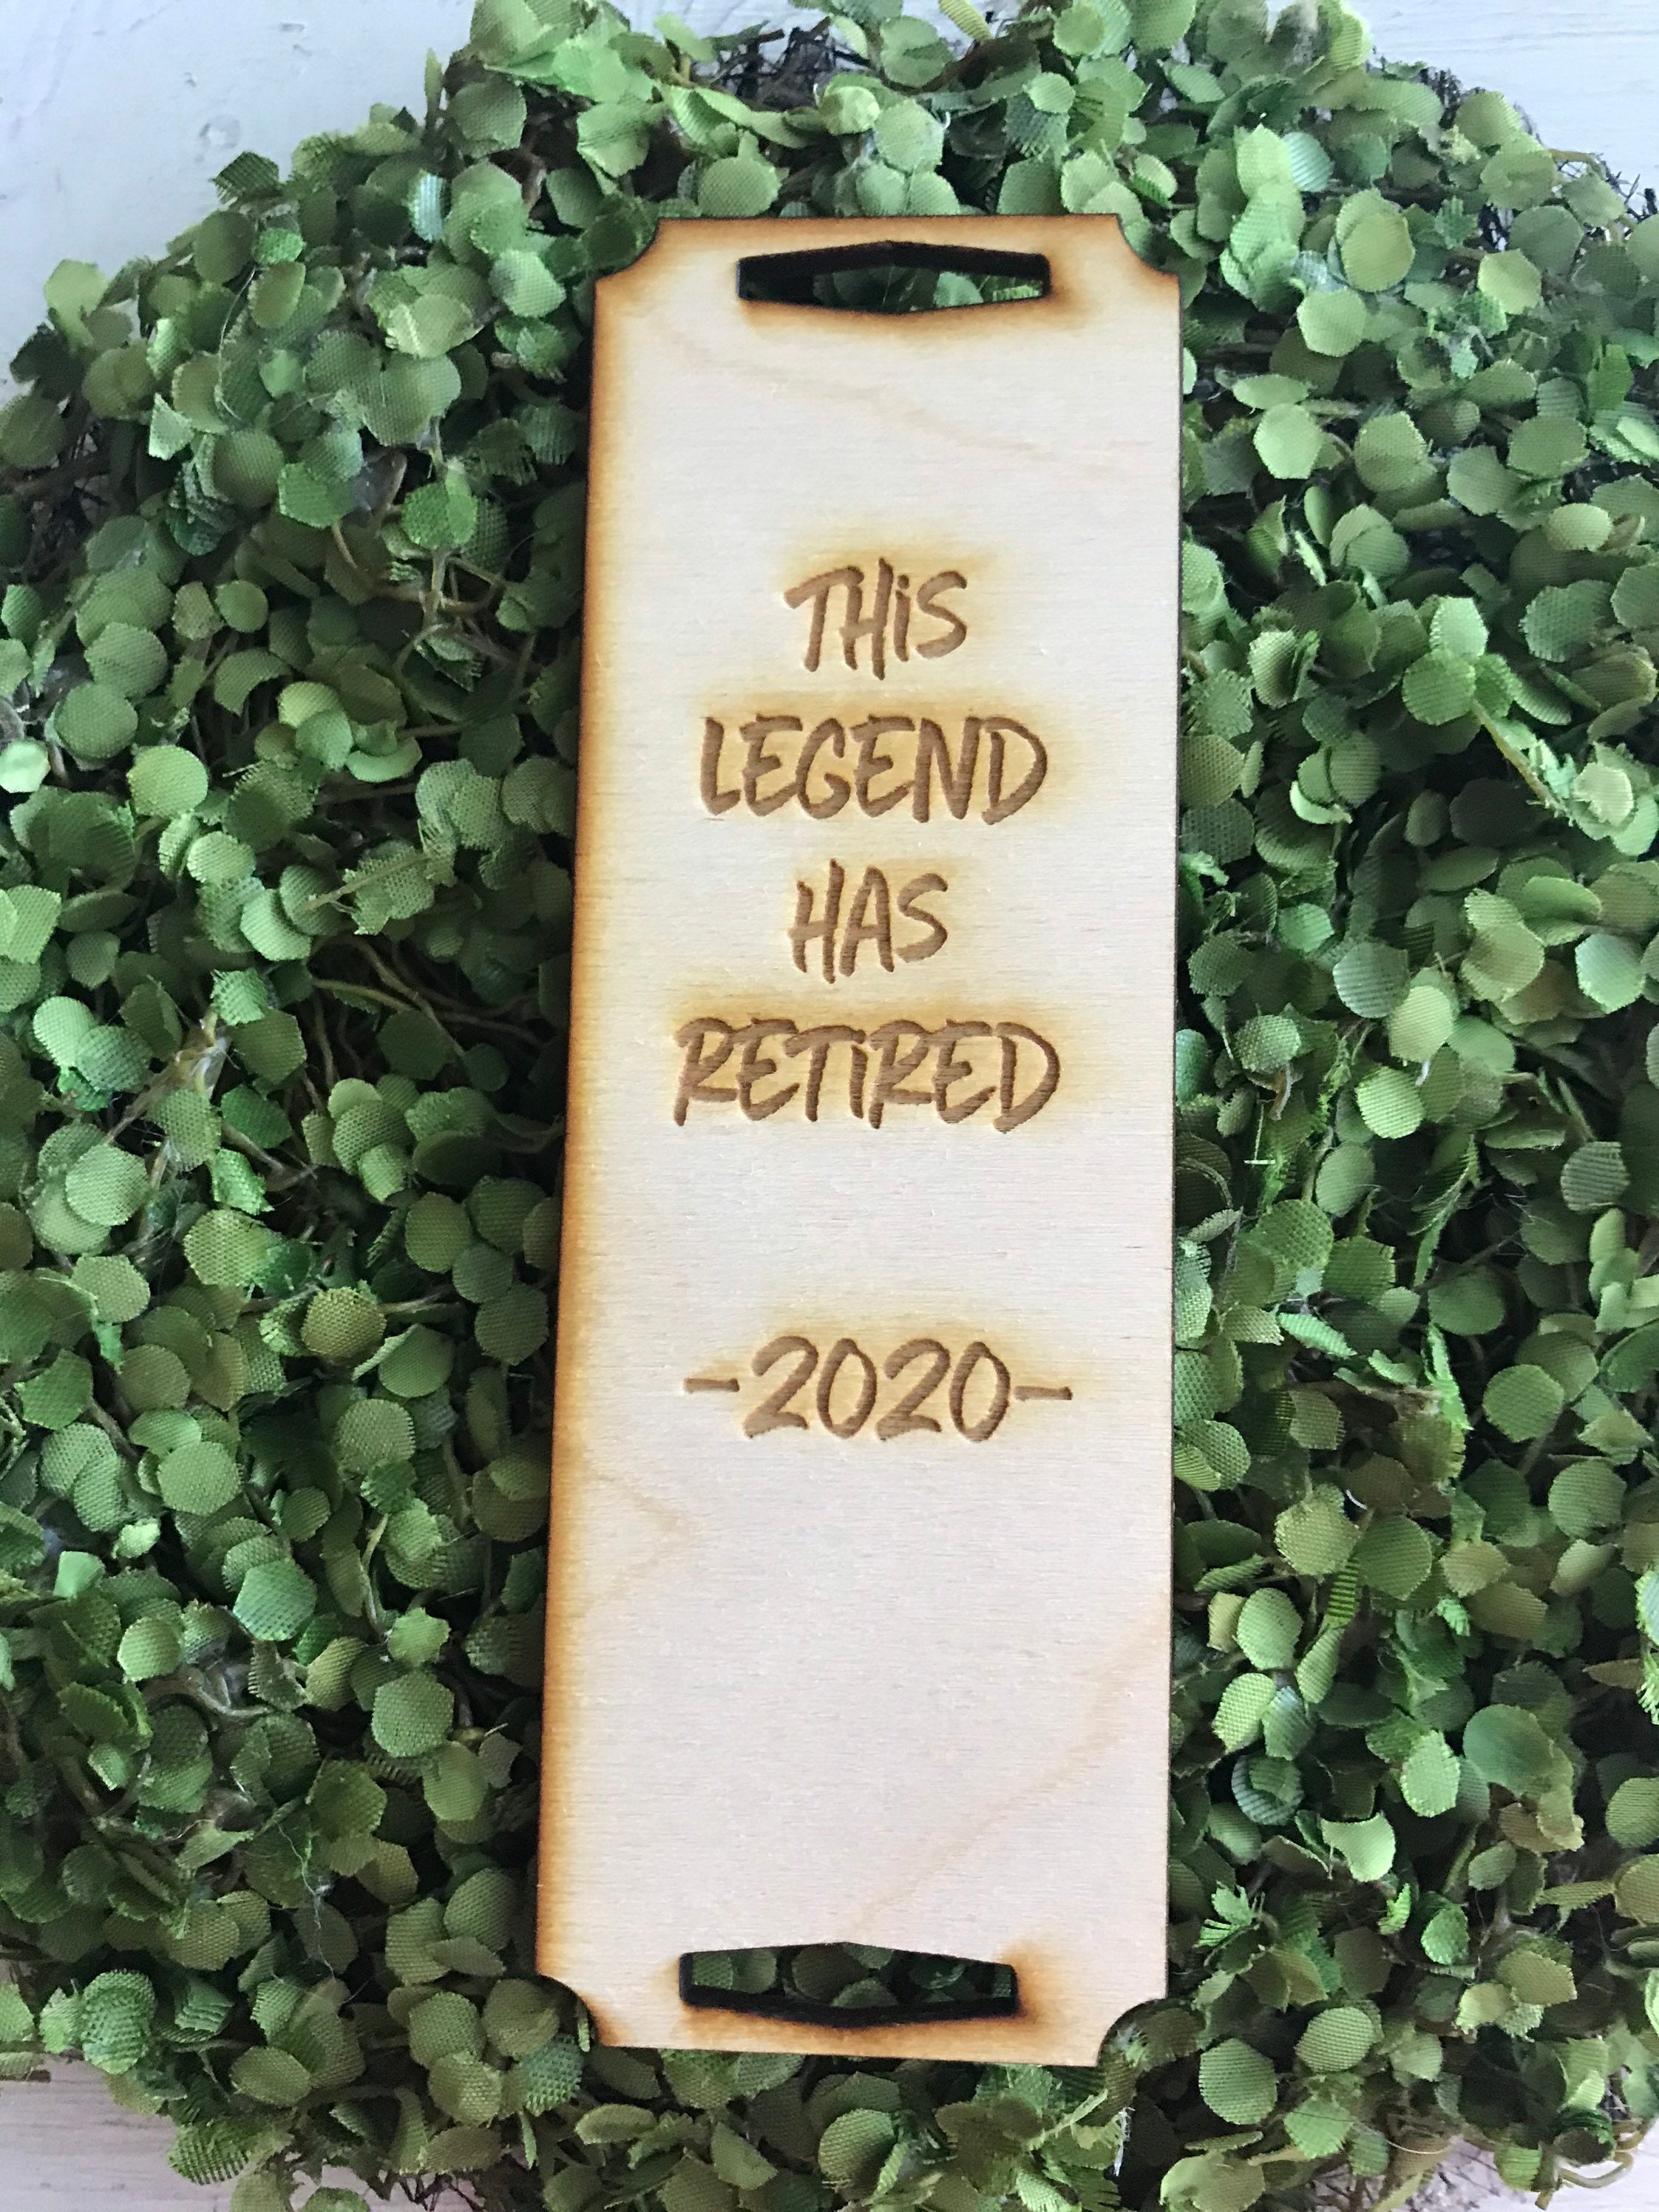 THiS
LEGEND
HAS
RETiRED
-2020-